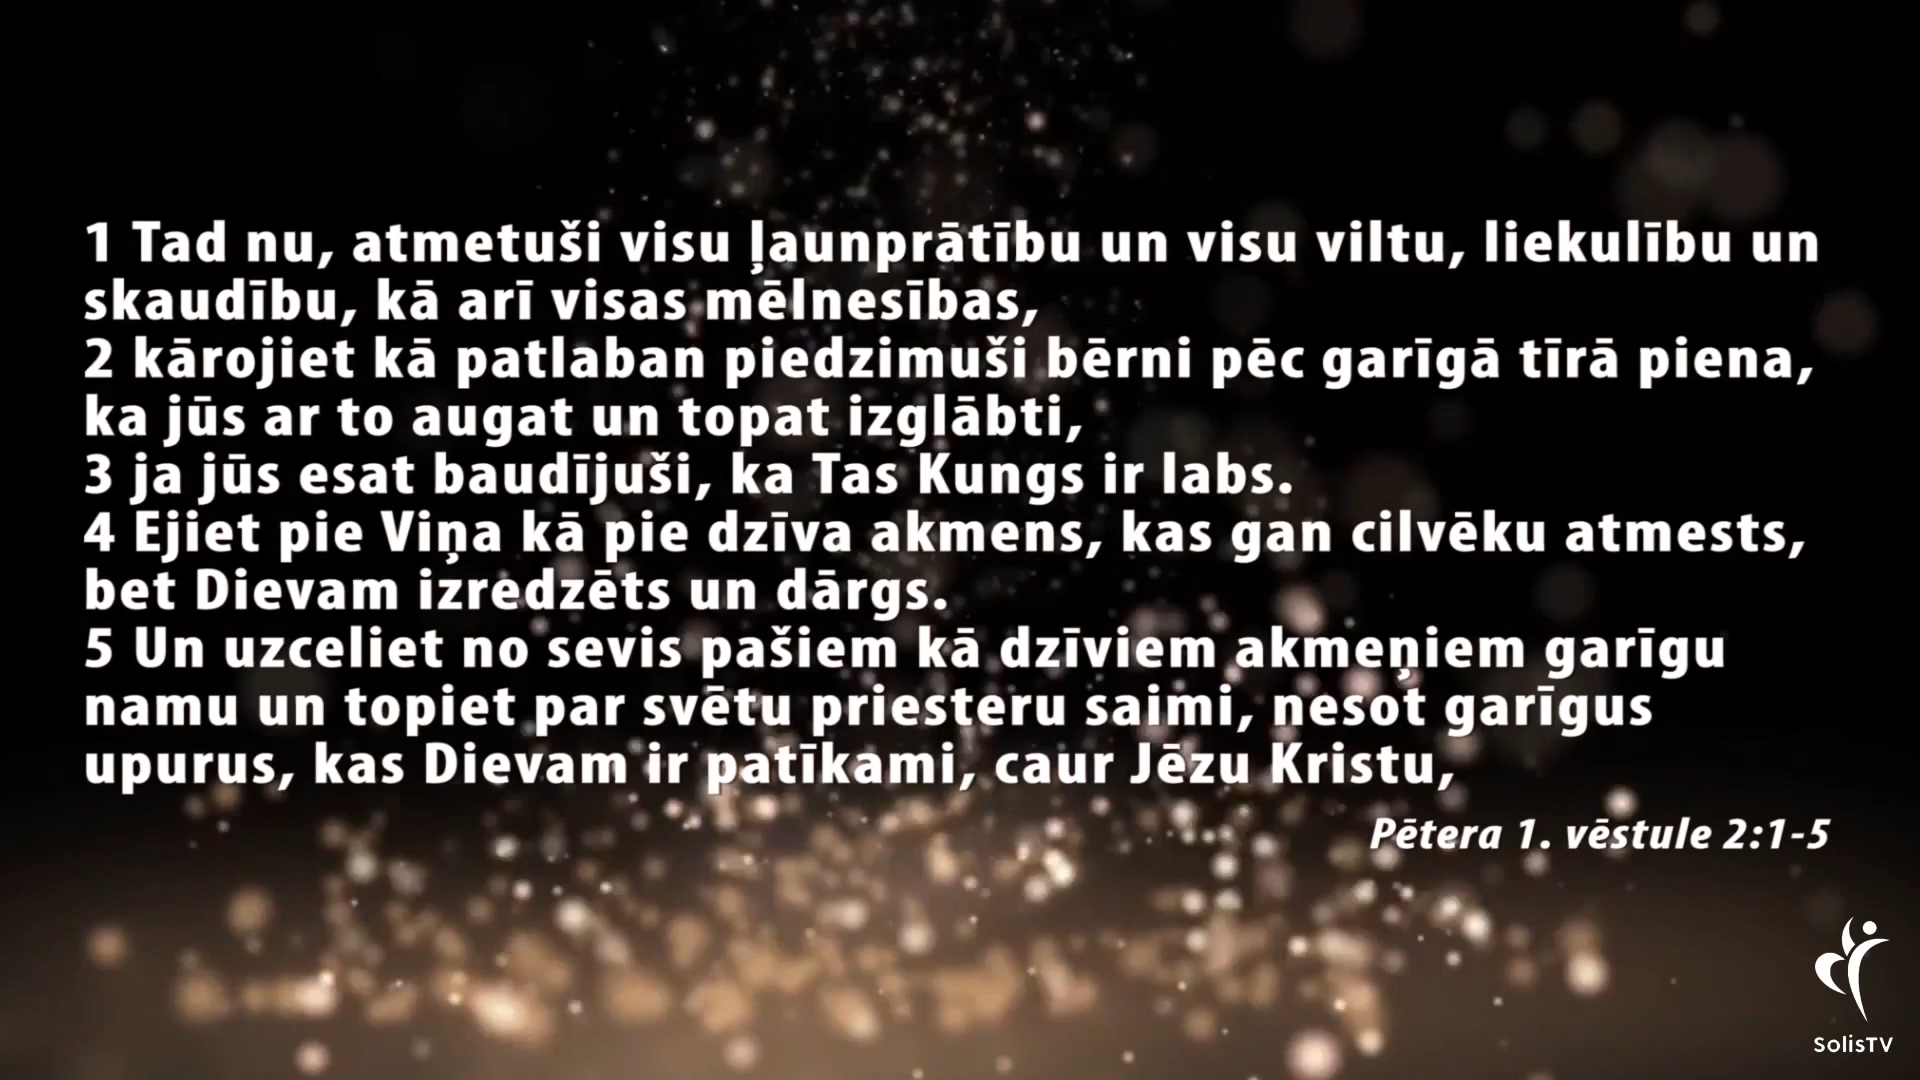 1 Tad nu, atmetuši visu ļaunprātību un visu viltu, liekulību un
skaudību, kā arī visas mēlnesības,
2 kārojiet kā patlaban piedzimuši bērni pēc garīgā tīrā piena,
ka jūs ar to augat un topat izglābti,
3 ja jūs esat baudījuši, ka Tas Kungs ir labs.
4 Ejiet pie Viņa kā pie dzīva akmens, kas gan cilvēku atmests,
bet Dievam izredzēts un dārgs.
5 Un uzceliet no sevis pašiem kā dzīviem akmeņiem garīgu
namu un topiet par svētu priesteru saimi, nesot garīgus
upurus, kas Dievam ir patīkami, caur Jēzu Kristu,
Pētera 1. vēstule 2:1-5
SolisTV